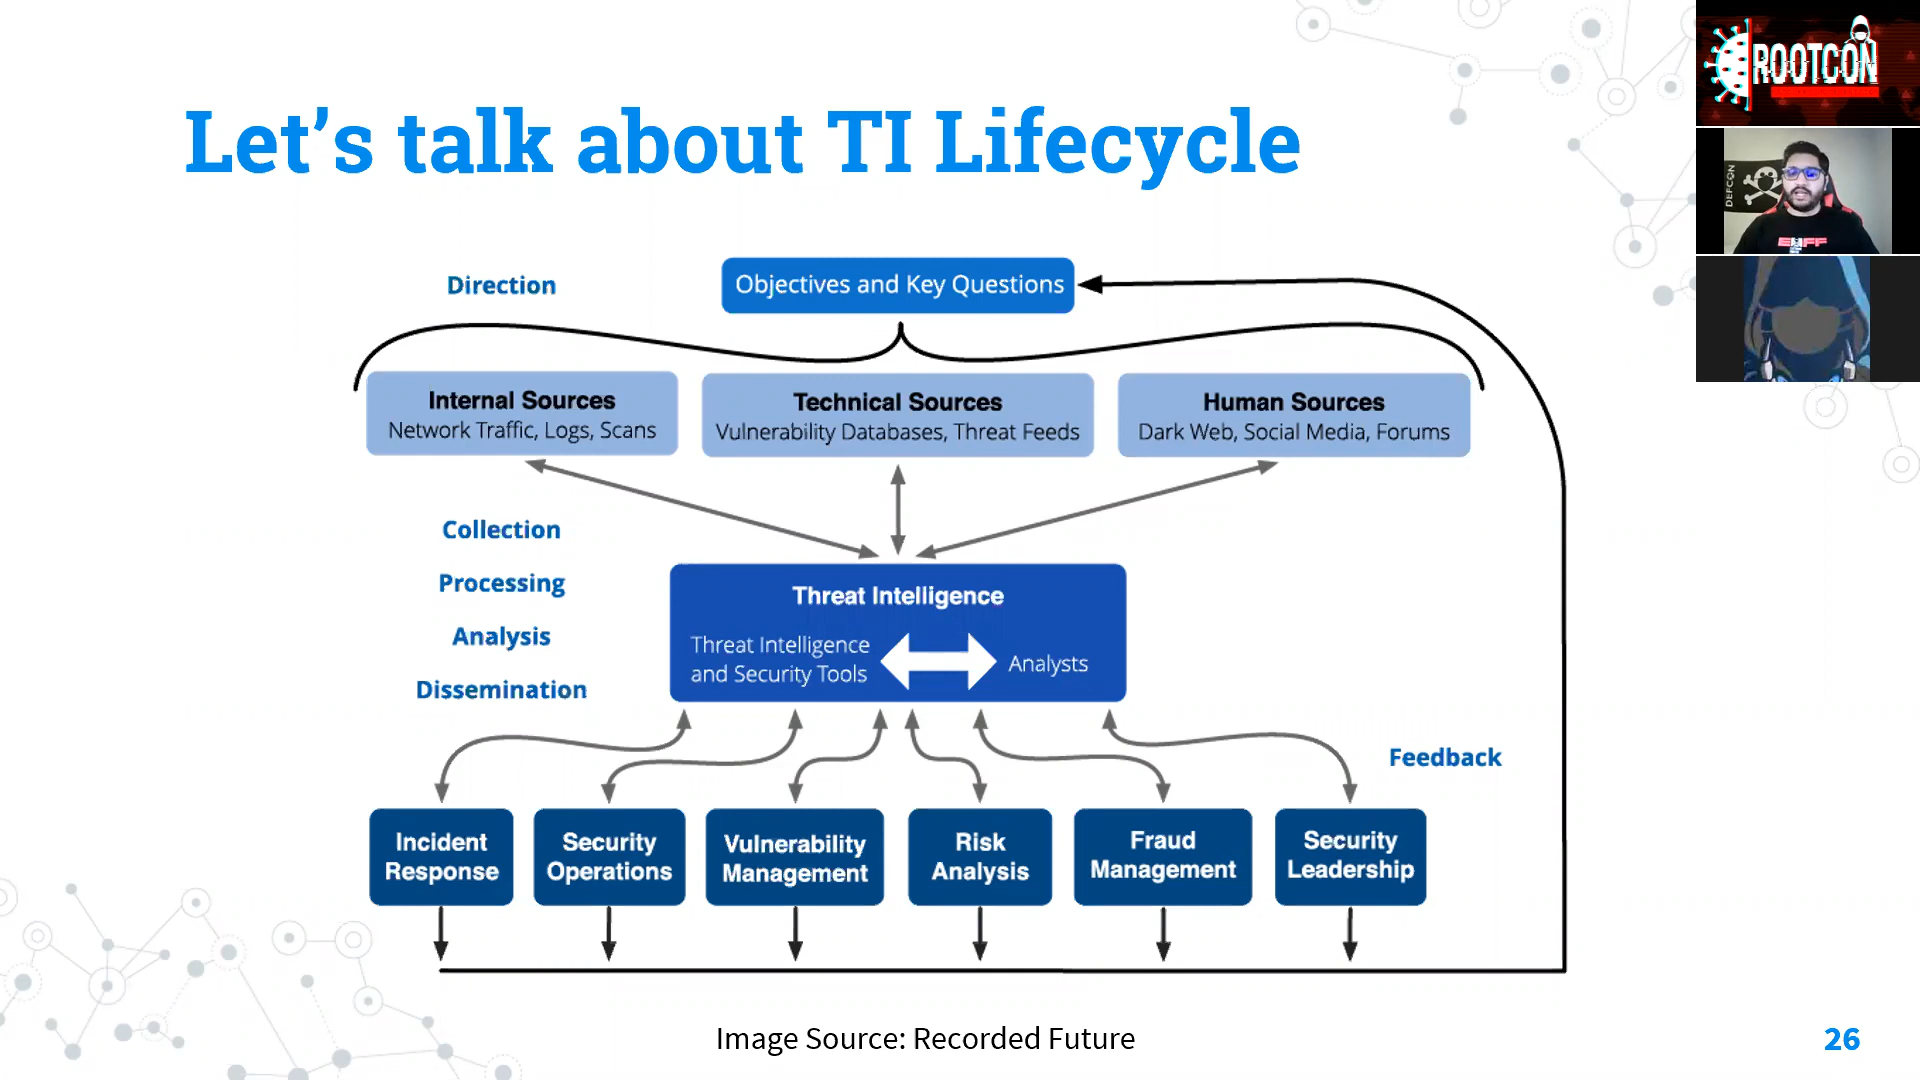 Let's talk about TI Lifecycle
ROOTCON
DEFCON
Direction
Objectives and Key Questions
Internal Sources
Network Traffic, Logs, Scans
Technical Sources
Vulnerability Databases, Threat Feeds
Human Sources
Dark Web, Social Media, Forums
Collection
Processing
Analysis
Dissemination
Threat Intelligence
Threat Intelligence
and Security Tools
Analysts
Feedback
Incident
Response
Security
Operations
Vulnerability
Management
Risk
Analysis
Fraud
Management
Security
Leadership
Image Source: Recorded Future
26